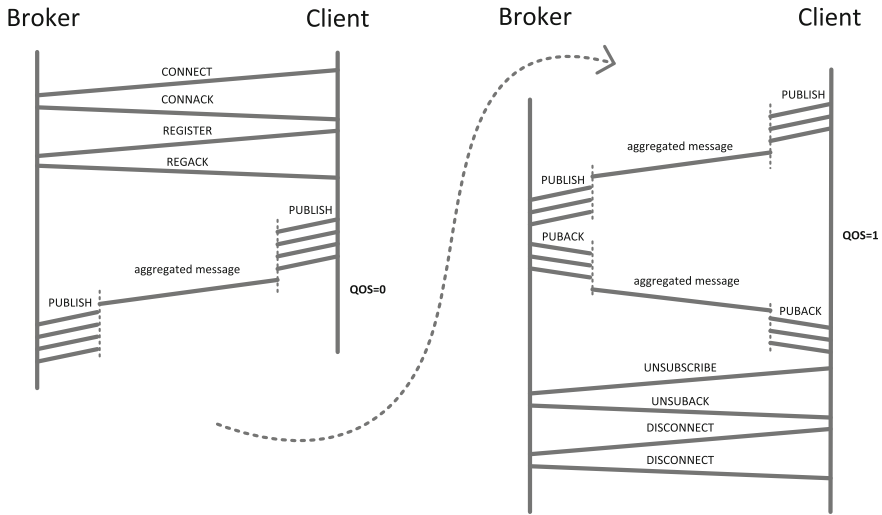 Broker
Client
CONNECT
CONNACK
REGISTER
REGACK
PUBLISH
aggregated message
QOS=0
PUBLISH
Broker
Client
PUBLISH
aggregated message
PUBLISH
QOS=1
PUBACK
aggregated message
PUBACK
UNSUBSCRIBE
UNSUBACK
DISCONNECT
DISCONNECT